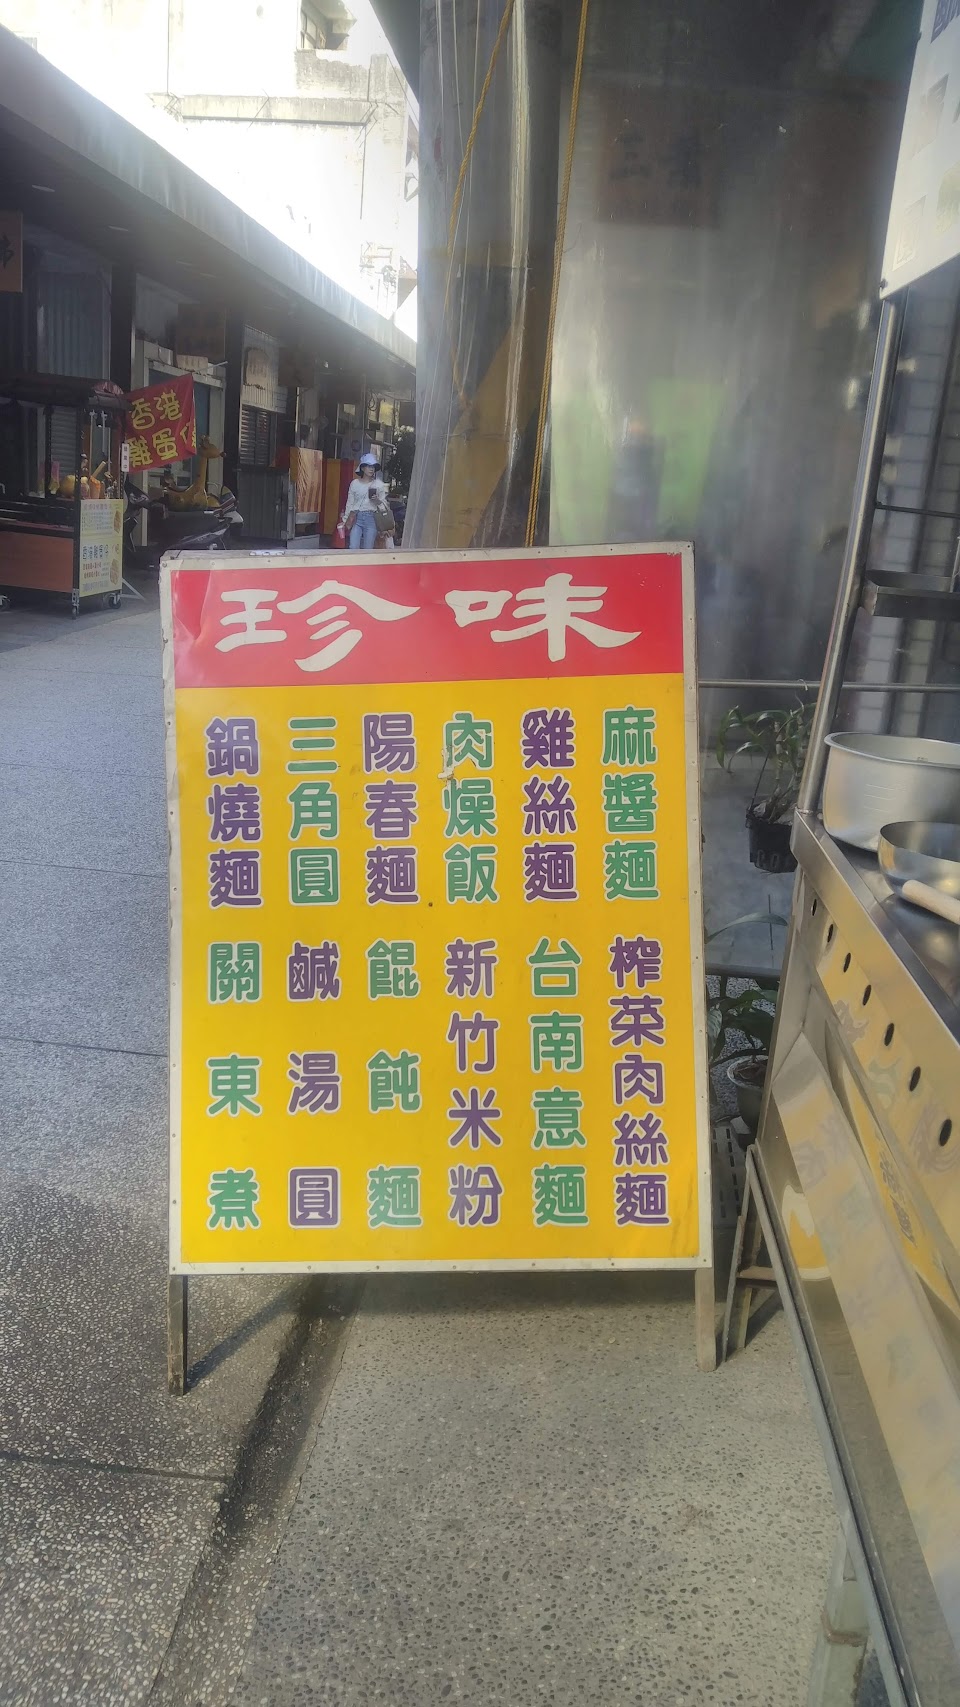 珍味
麻醬麵
雞絲麵
肉燥飯
陽春麵
三角圓
鍋燒麵
榨菜肉絲麵
台南意麵
新竹米粉
餛飩麵
鹹湯圓
關東煮
香港
雞蛋仔